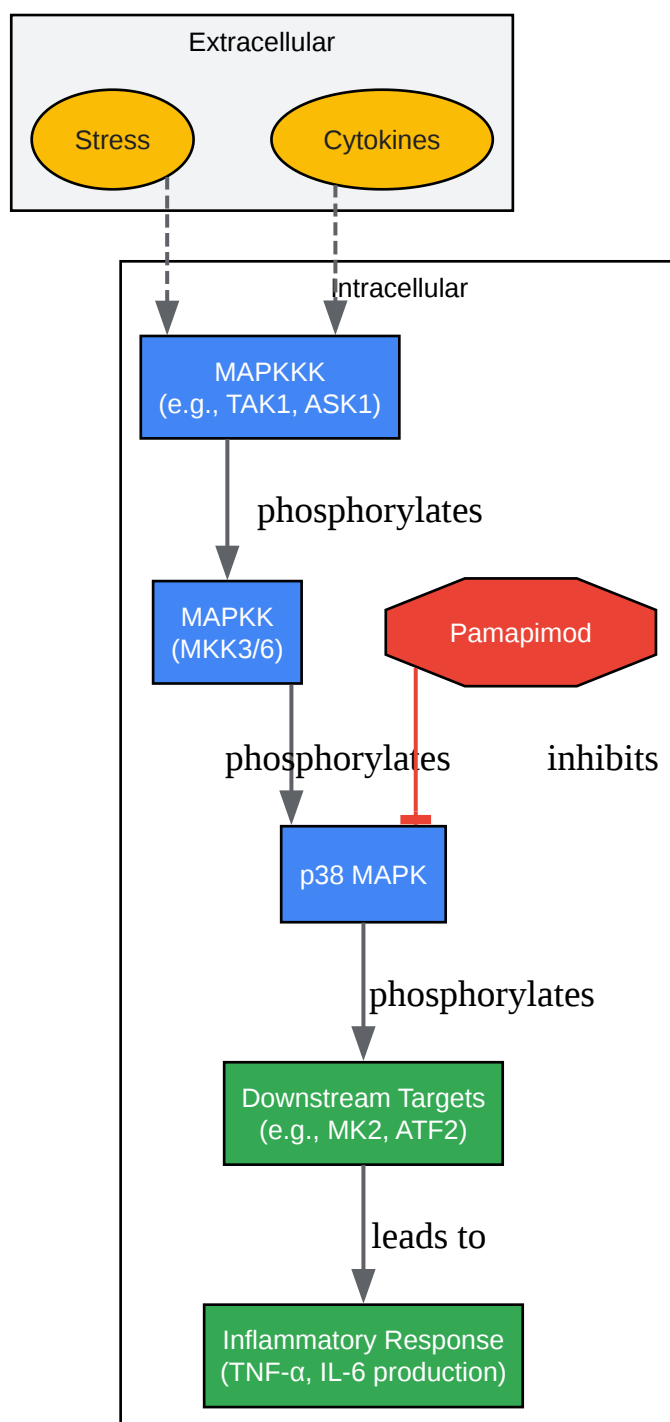 Extracellular
Stress
Cytokines
Intracellular
MAPKKK
(e.g., TAK1, ASK1)
phosphorylates
MAPKK
(MKK3/6)
Pamapimod
phosphorylates
inhibits
p38 MAPK
phosphorylates
Downstream Targets
(e.g., MK2, ATF2)
leads to
Inflammatory Response
(TNF-α, IL-6 production)